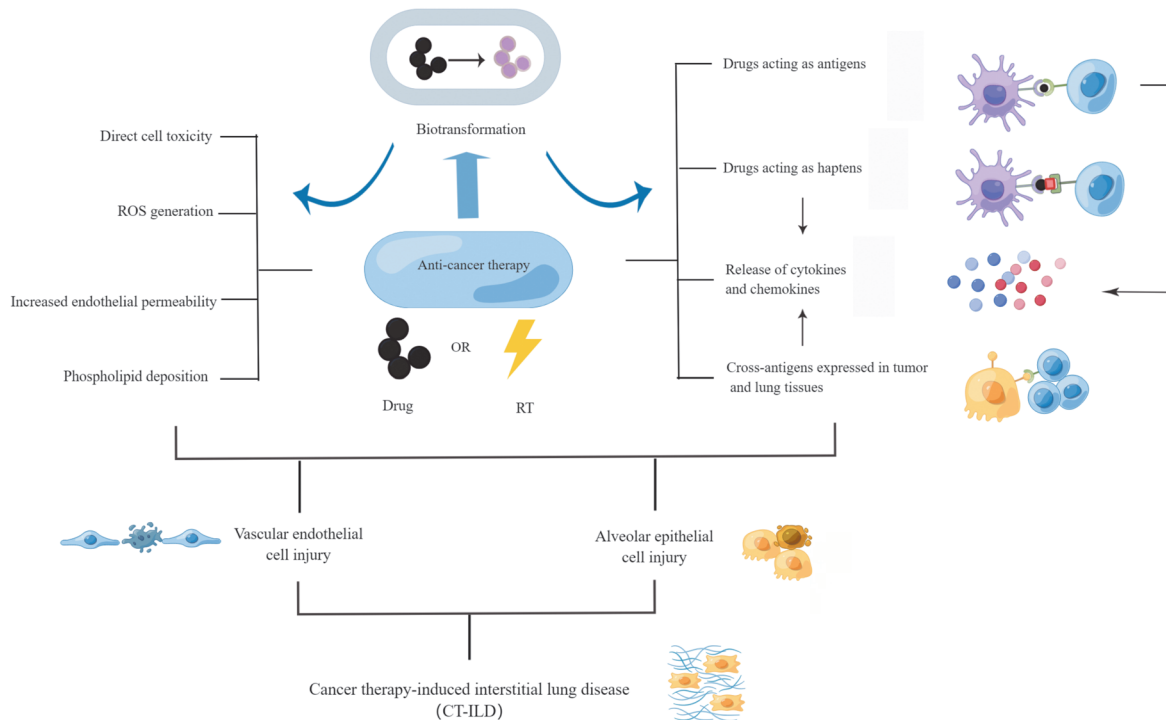 Biotransformation
Direct cell toxicity
ROS generation
Increased endothelial permeability
Phospholipid deposition
Anti-cancer therapy
OR
Drug
RT
Drugs acting as antigens
Drugs acting as haptens
Release of cytokines
and chemokines
Cross-antigens expressed in tumor
and lung tissues
Vascular endothelial
cell injury
Alveolar epithelial
cell injury
Cancer therapy-induced interstitial lung disease
(CT-ILD)